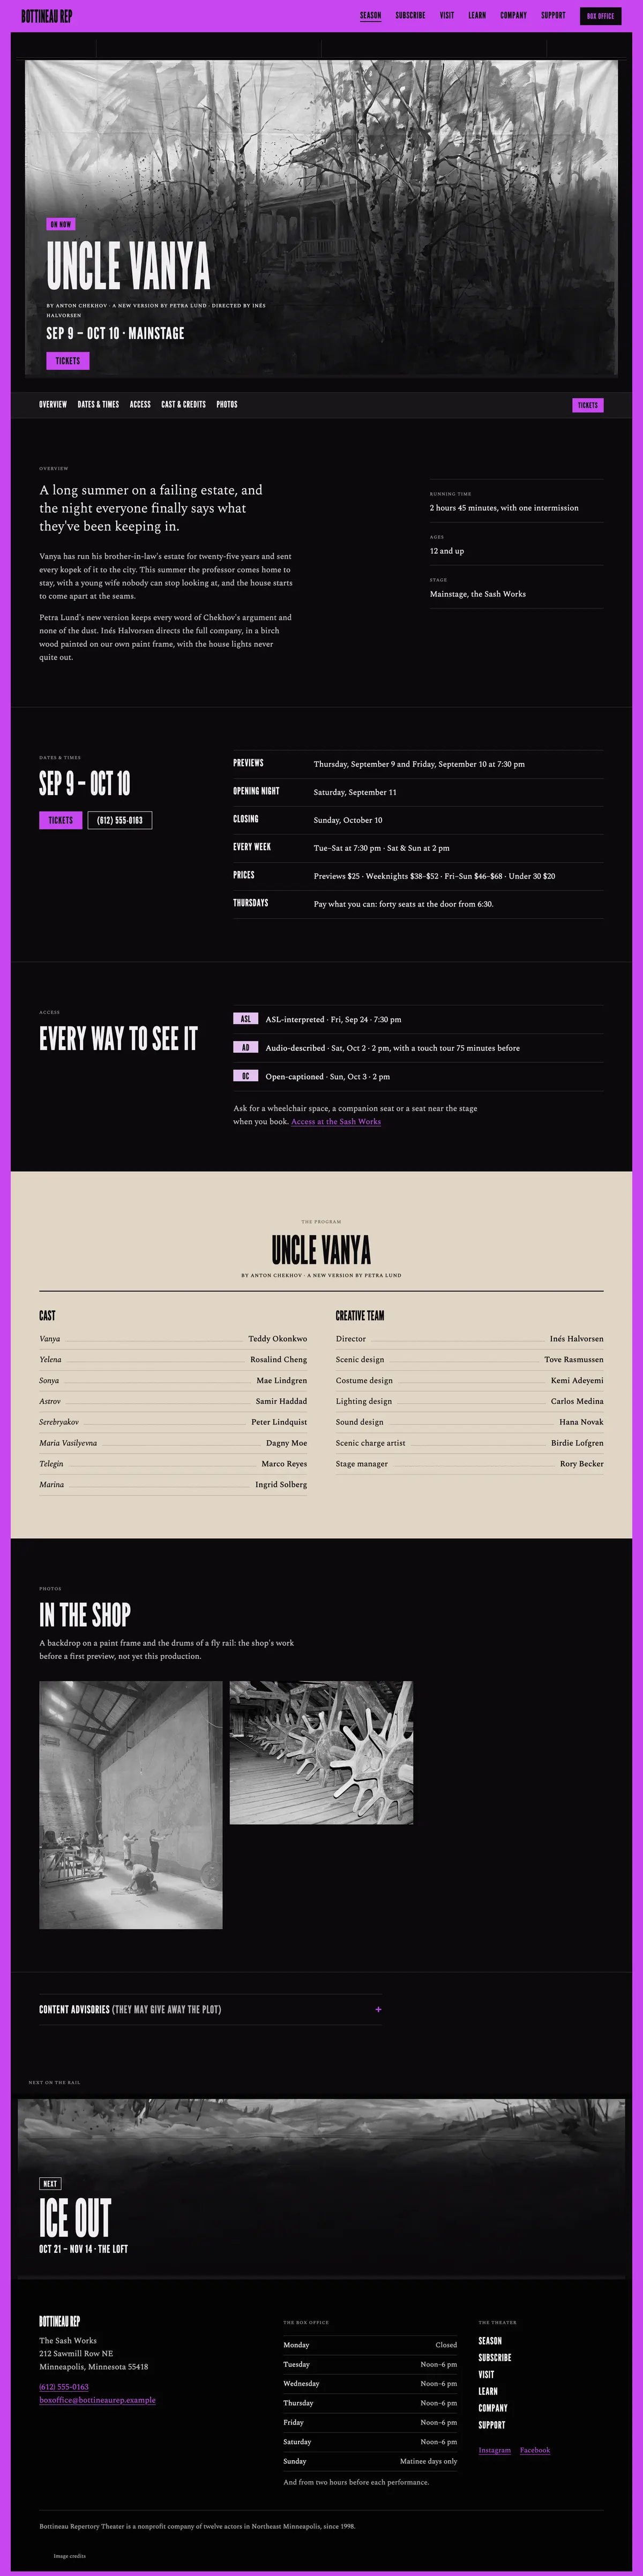 BOTTINEAU REP
SEASON SUBSCRIBE VISIT LEARN COMPANY SUPPORT BOX OFFICE
ON NOW
UNCLE VANYA
BY ANTON CHEKHOV · A NEW VERSION BY PETRA LUND · DIRECTED BY INÉS
HALVORSEN
SEP 9 – OCT 10 · MAINSTAGE
TICKETS
OVERVIEW DATES & TIMES ACCESS CAST & CREDITS PHOTOS TICKETS
OVERVIEW
A long summer on a failing estate, and
the night everyone finally says what
they've been keeping in.
Vanya has run his brother-in-law's estate for twenty-five years and sent
every kopek of it to the city. This summer the professor comes home to
stay, with a young wife nobody can stop looking at, and the house starts
to come apart at the seams.
Petra Lund's new version keeps every word of Chekhov's argument and
none of the dust. Inés Halvorsen directs the full company, in a birch
wood painted on our own paint frame, with the house lights never
quite out.
RUNNING TIME
2 hours 45 minutes, with one intermission
AGES
12 and up
STAGE
Mainstage, the Sash Works
DATES & TIMES
SEP 9 – OCT 10
TICKETS (612) 555-0163
PREVIEWS Thursday, September 9 and Friday, September 10 at 7:30 pm
OPENING NIGHT Saturday, September 11
CLOSING Sunday, October 10
EVERY WEEK Tue–Sat at 7:30 pm · Sat & Sun at 2 pm
PRICES Previews $25 · Weeknights $38–$52 · Fri–Sun $46–$68 · Under 30 $20
THURSDAYS Pay what you can: forty seats at the door from 6:30.
ACCESS
EVERY WAY TO SEE IT
ASL ASL-interpreted · Fri, Sep 24 · 7:30 pm
AD Audio-described · Sat, Oct 2 · 2 pm, with a touch tour 75 minutes before
OC Open-captioned · Sun, Oct 3 · 2 pm
Ask for a wheelchair space, a companion seat or a seat near the stage
when you book. Access at the Sash Works
THE PROGRAM
UNCLE VANYA
BY ANTON CHEKHOV · A NEW VERSION BY PETRA LUND
CAST
Vanya Teddy Okonkwo
Yelena Rosalind Cheng
Sonya Mae Lindgren
Astrov Samir Haddad
Serebryakov Peter Lindquist
Maria Vasilyevna Dagny Moe
Telegin Marco Reyes
Marina Ingrid Solberg
CREATIVE TEAM
Director Inés Halvorsen
Scenic design Tove Rasmussen
Costume design Kemi Adeyemi
Lighting design Carlos Medina
Sound design Hana Novak
Scenic charge artist Birdie Lofgren
Stage manager Rory Becker
PHOTOS
IN THE SHOP
A backdrop on a paint frame and the drums of a fly rail: the shop's work
before a first preview, not yet this production.
CONTENT ADVISORIES (THEY MAY GIVE AWAY THE PLOT) +
NEXT ON THE RAIL
NEXT
ICE OUT
OCT 21 – NOV 14 · THE LOFT
BOTTINEAU REP
The Sash Works
212 Sawmill Row NE
Minneapolis, Minnesota 55418
(612) 555-0163
boxoffice@bottineaurep.example
THE BOX OFFICE
Monday Closed
Tuesday Noon–6 pm
Wednesday Noon–6 pm
Thursday Noon–6 pm
Friday Noon–6 pm
Saturday Noon–6 pm
Sunday Matinee days only
And from two hours before each performance.
THE THEATER
SEASON
SUBSCRIBE
VISIT
LEARN
COMPANY
SUPPORT
Instagram Facebook
Bottineau Repertory Theater is a nonprofit company of twelve actors in Northeast Minneapolis, since 1998.
Image credits